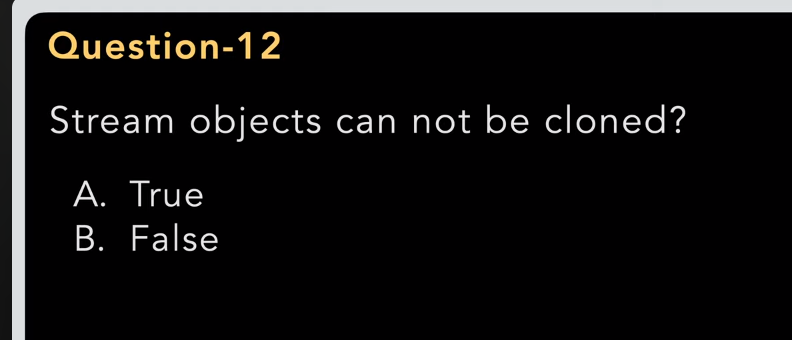 Question-12
Stream objects can not be cloned?
A. True
B. False